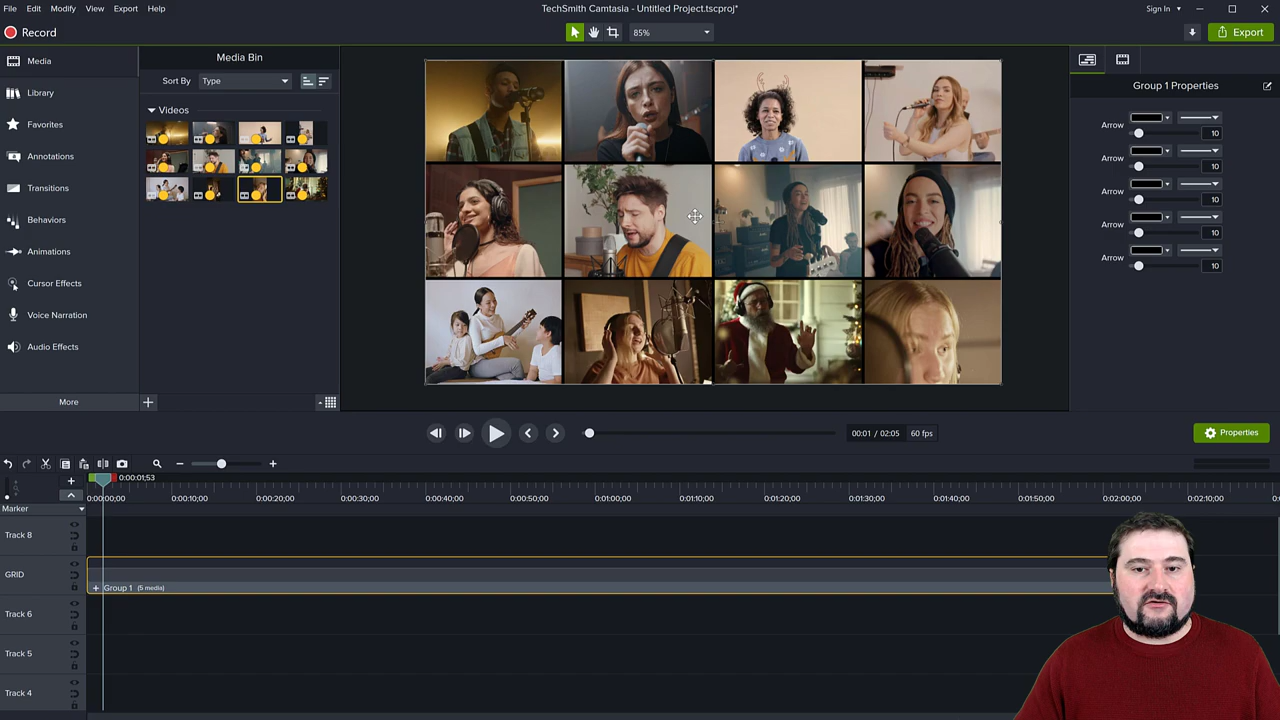 File Edit Modify View Export Help
TechSmith Camtasia - Untitled Project.tscproj*
Sign In
Record
85%
Export
Media
Library
Favorites
Annotations
Transitions
Behaviors
Animations
Cursor Effects
Voice Narration
Audio Effects
More
Media Bin
Sort By Type
Videos
Group 1 Properties
Arrow
10
Arrow
10
Arrow
10
Arrow
10
Arrow
10
00:01 / 02:05 60 fps
Properties
0:00:01;53
0:00:00;00 0:00:10;00 0:00:20;00 0:00:30;00 0:00:40;00 0:00:50;00 0:01:00;00 0:01:10;00 0:01:20;00 0:01:30;00 0:01:40;00 0:01:50;00 0:02:00;00 0:02:10;00
Marker
Track 8
GRID
Group 1 (5 media)
Track 6
Track 5
Track 4